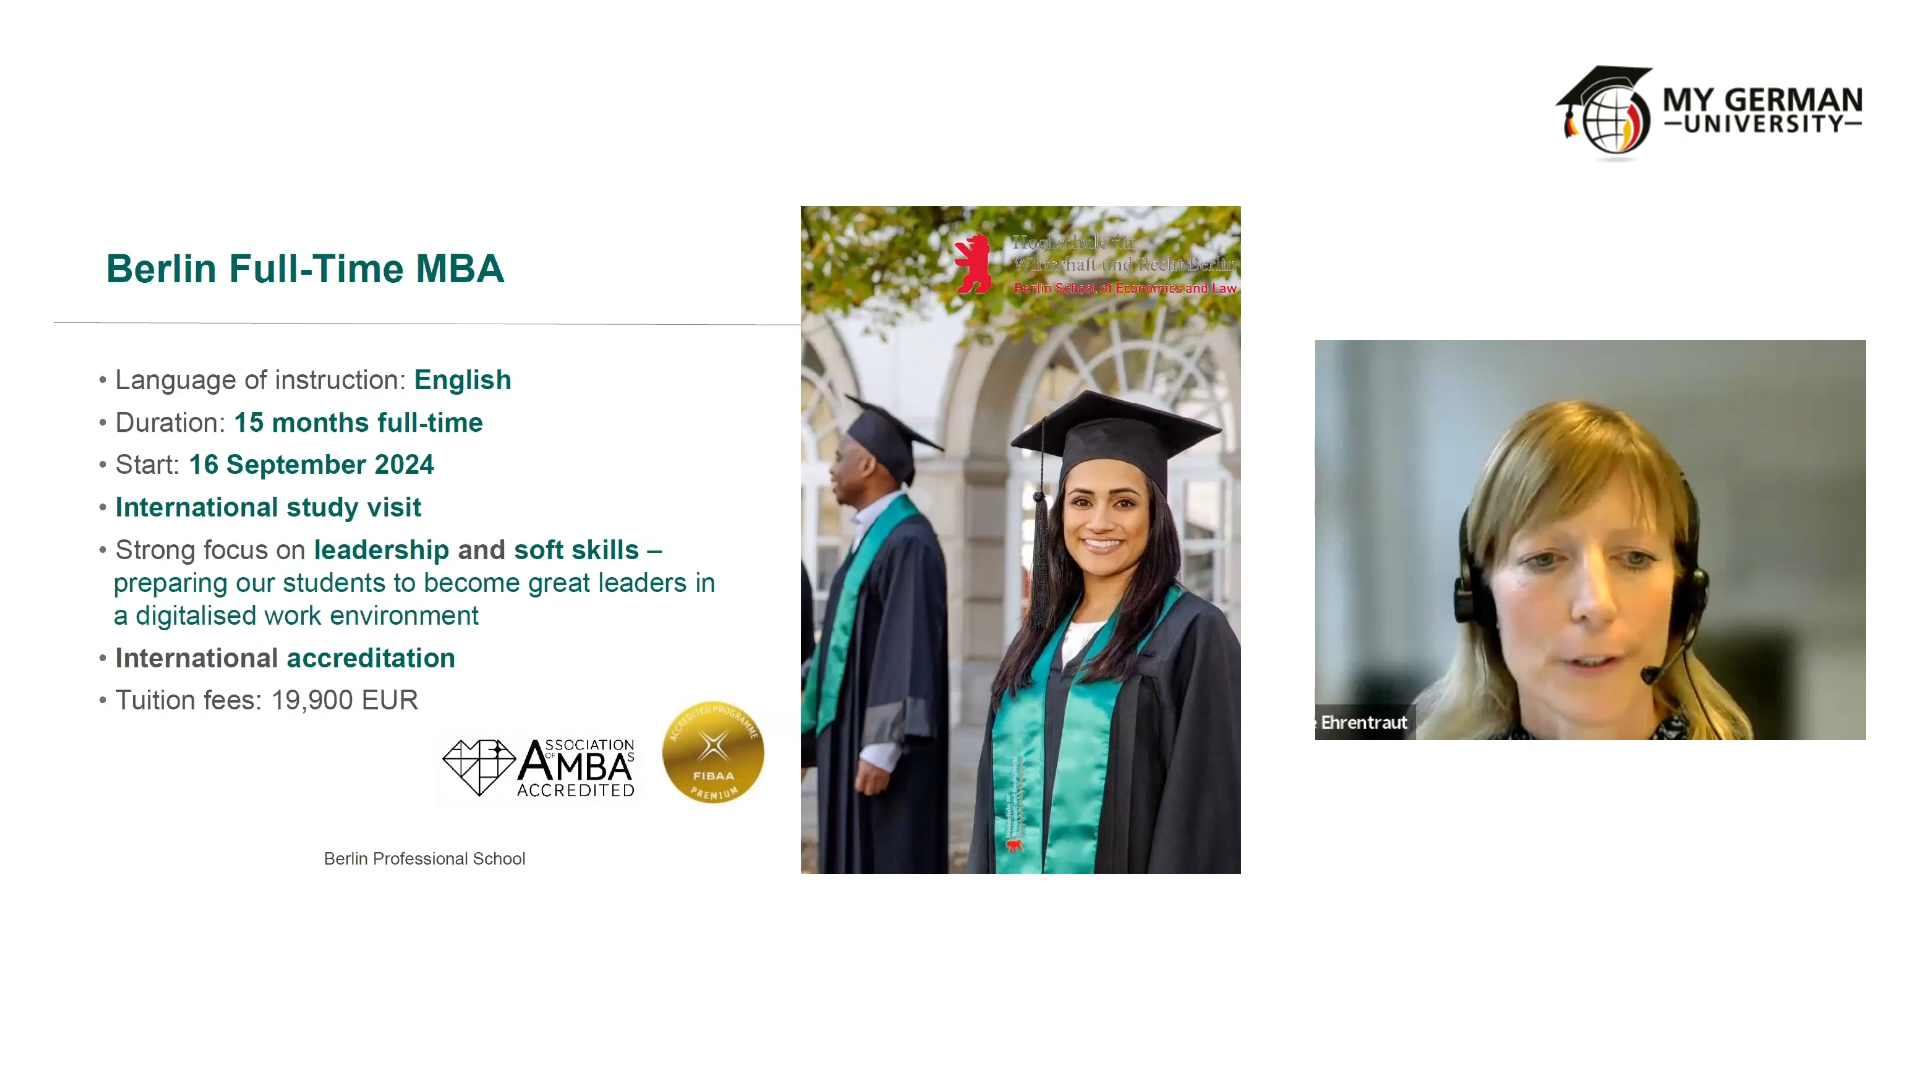 MY GERMAN
UNIVERSITY
Berlin Full-Time MBA
Hochschule für
Wirtschaft und Recht Berlin
Berlin School of Economics and Law
• Language of instruction: English
• Duration: 15 months full-time
• Start: 16 September 2024
• International study visit
• Strong focus on leadership and soft skills –
preparing our students to become great leaders in
a digitalised work environment
• International accreditation
• Tuition fees: 19,900 EUR
ASSOCIATION
OF MBAS
ACCREDITED
ACCREDITED PROGRAMME
FIBAA
PREMIUM
Berlin Professional School
Ehrentraut